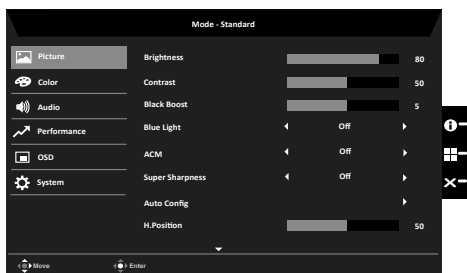 Mode - Standard
Picture
Color
Audio
Performance
OSD
System
Brightness 80
Contrast 50
Black Boost 5
Blue Light Off
ACM Off
Super Sharpness Off
Auto Config
H.Position 50
Move Enter